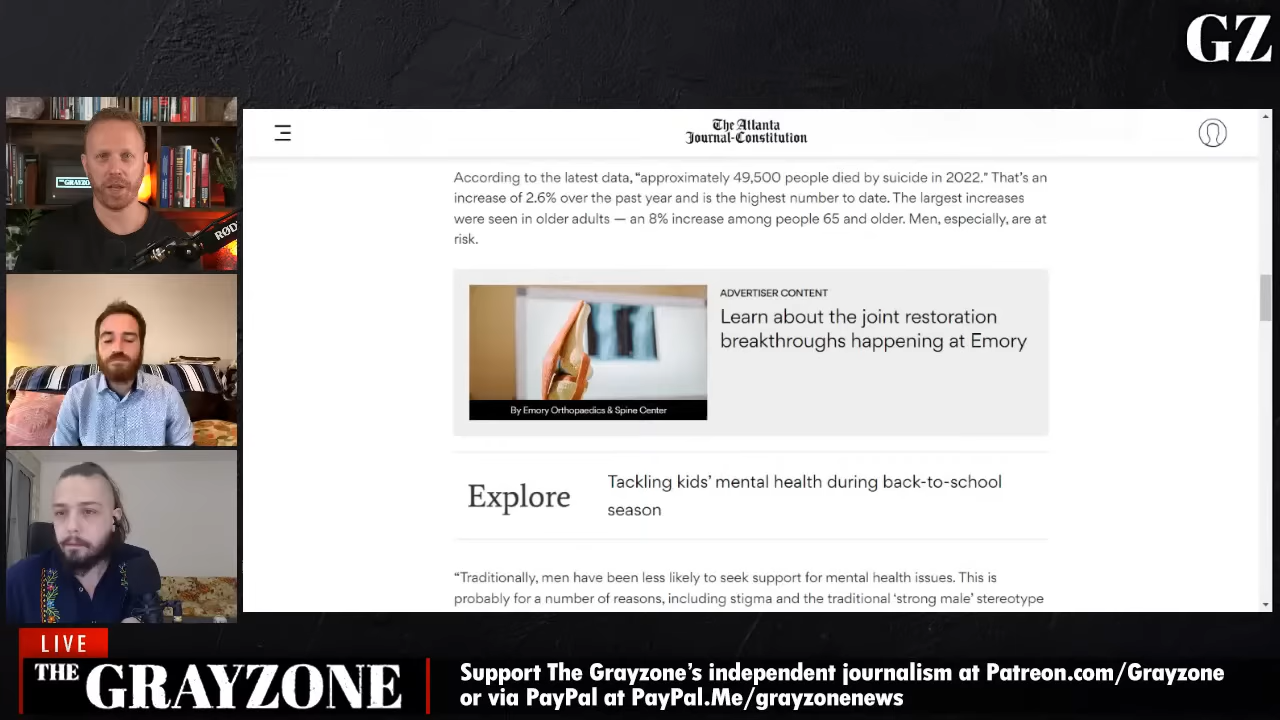 GZ
The Atlanta
Journal-Constitution
According to the latest data, “approximately 49,500 people died by suicide in 2022.” That’s an
increase of 2.6% over the past year and is the highest number to date. The largest increases
were seen in older adults — an 8% increase among people 65 and older. Men, especially, are at
risk.
ADVERTISER CONTENT
Learn about the joint restoration
breakthroughs happening at Emory
By Emory Orthopaedics & Spine Center
Explore
Tackling kids’ mental health during back-to-school
season
“Traditionally, men have been less likely to seek support for mental health issues. This is
probably for a number of reasons, including stigma and the traditional ‘strong male’ stereotype
RØD
LIVE
THE GRAYZONE
Support The Grayzone’s independent journalism at Patreon.com/Grayzone
or via PayPal at PayPal.Me/grayzonenews